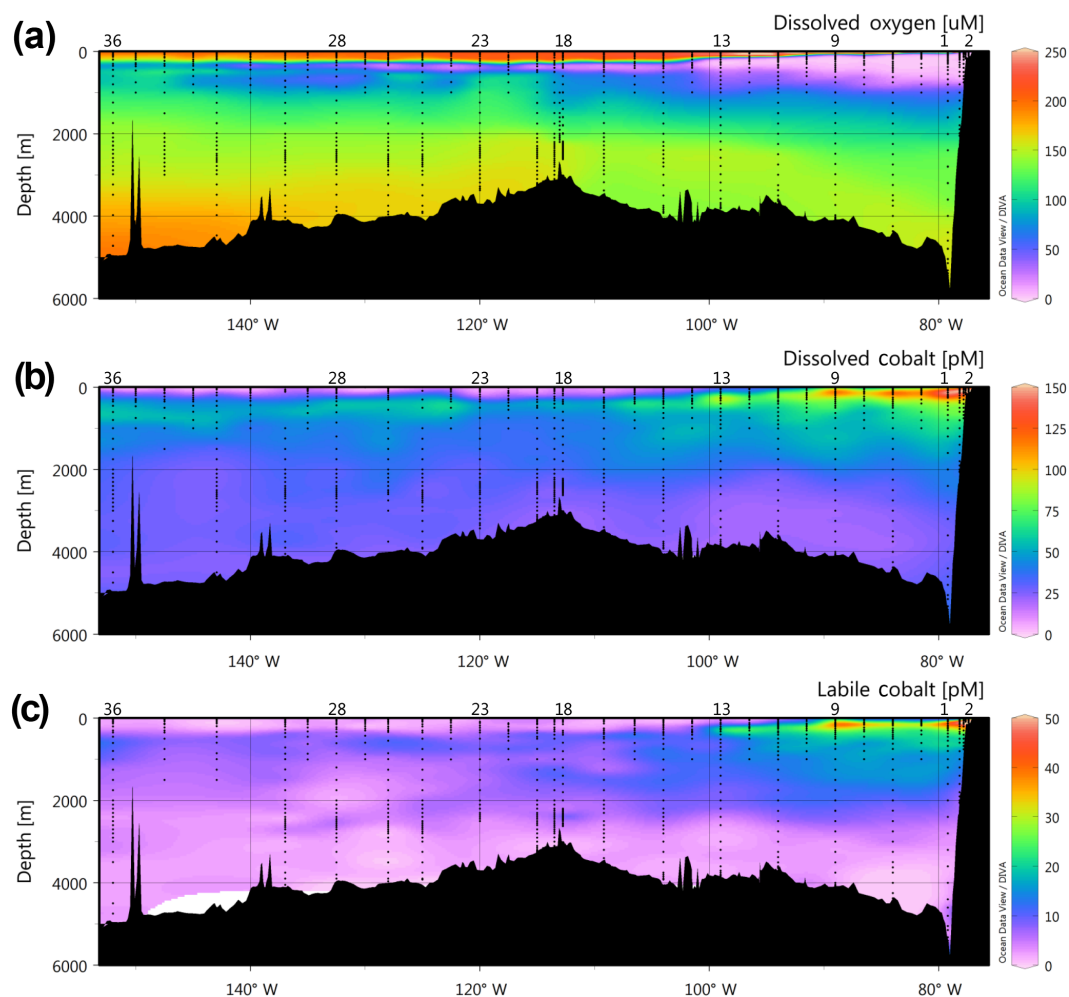 (a)
Dissolved oxygen [uM]
36 28 23 18 13 9 1 2
0
2000
4000
6000
Depth [m]
140° W 120° W 100° W 80° W
250
200
150
100
50
0
Ocean Data View / DIVA
(b)
Dissolved cobalt [pM]
36 28 23 18 13 9 1 2
0
2000
4000
6000
Depth [m]
140° W 120° W 100° W 80° W
150
125
100
75
50
25
0
Ocean Data View / DIVA
(c)
Labile cobalt [pM]
36 28 23 18 13 9 1 2
0
2000
4000
6000
Depth [m]
140° W 120° W 100° W 80° W
50
40
30
20
10
0
Ocean Data View / DIVA